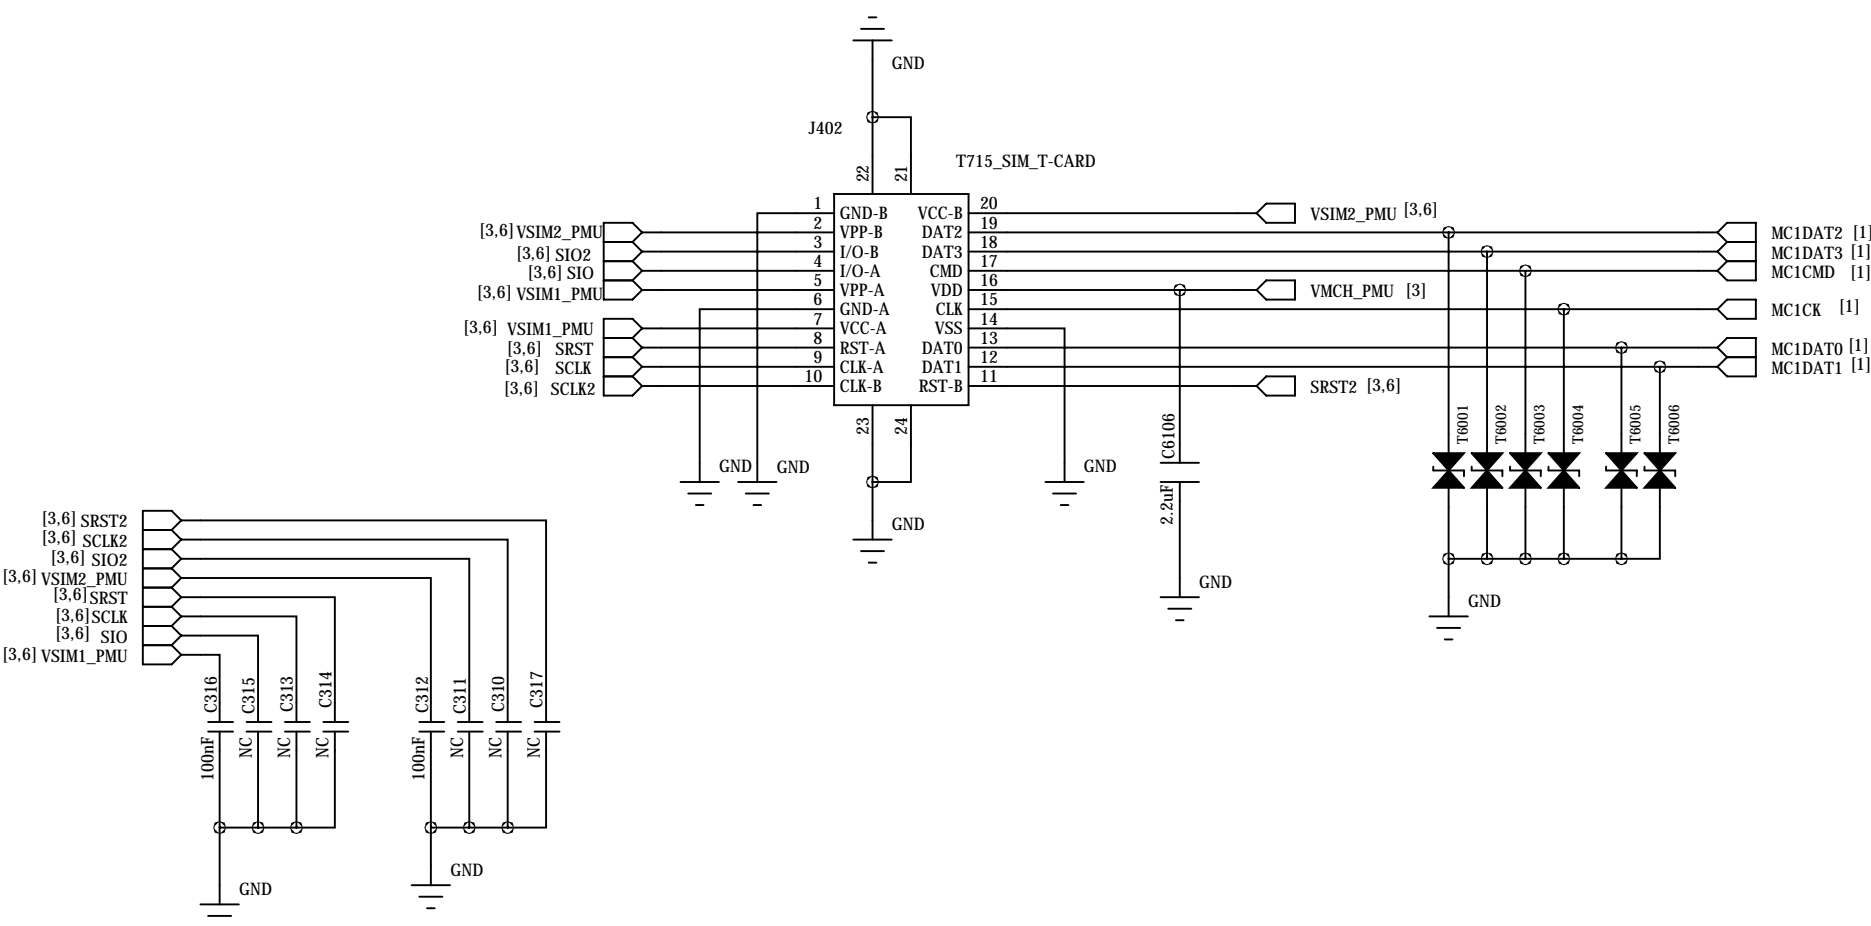 GND
J402
T715_SIM_T-CARD
22 21
1 GND-B VCC-B 20
2 VPP-B DAT2 19
3 I/O-B DAT3 18
4 I/O-A CMD 17
5 VPP-A VDD 16
6 GND-A CLK 15
7 VCC-A VSS 14
8 RST-A DAT0 13
9 CLK-A DAT1 12
10 CLK-B RST-B 11
23 24
[3,6] VSIM2_PMU
[3,6] SIO2
[3,6] SIO
[3,6] VSIM1_PMU
[3,6] VSIM1_PMU
[3,6] SRST
[3,6] SCLK
[3,6] SCLK2
VSIM2_PMU [3,6]
VMCH_PMU [3]
SRST2 [3,6]
MC1DAT2 [1]
MC1DAT3 [1]
MC1CMD [1]
MC1CK [1]
MC1DAT0 [1]
MC1DAT1 [1]
T6001 T6002 T6003 T6004 T6005 T6006
C6106
2.2uF
GND GND
GND
GND
GND
GND
[3,6] SRST2
[3,6] SCLK2
[3,6] SIO2
[3,6] VSIM2_PMU
[3,6] SRST
[3,6] SCLK
[3,6] SIO
[3,6] VSIM1_PMU
C316 C315 C313 C314 C312 C311 C310 C317
100nF NC NC NC 100nF NC NC NC
GND
GND